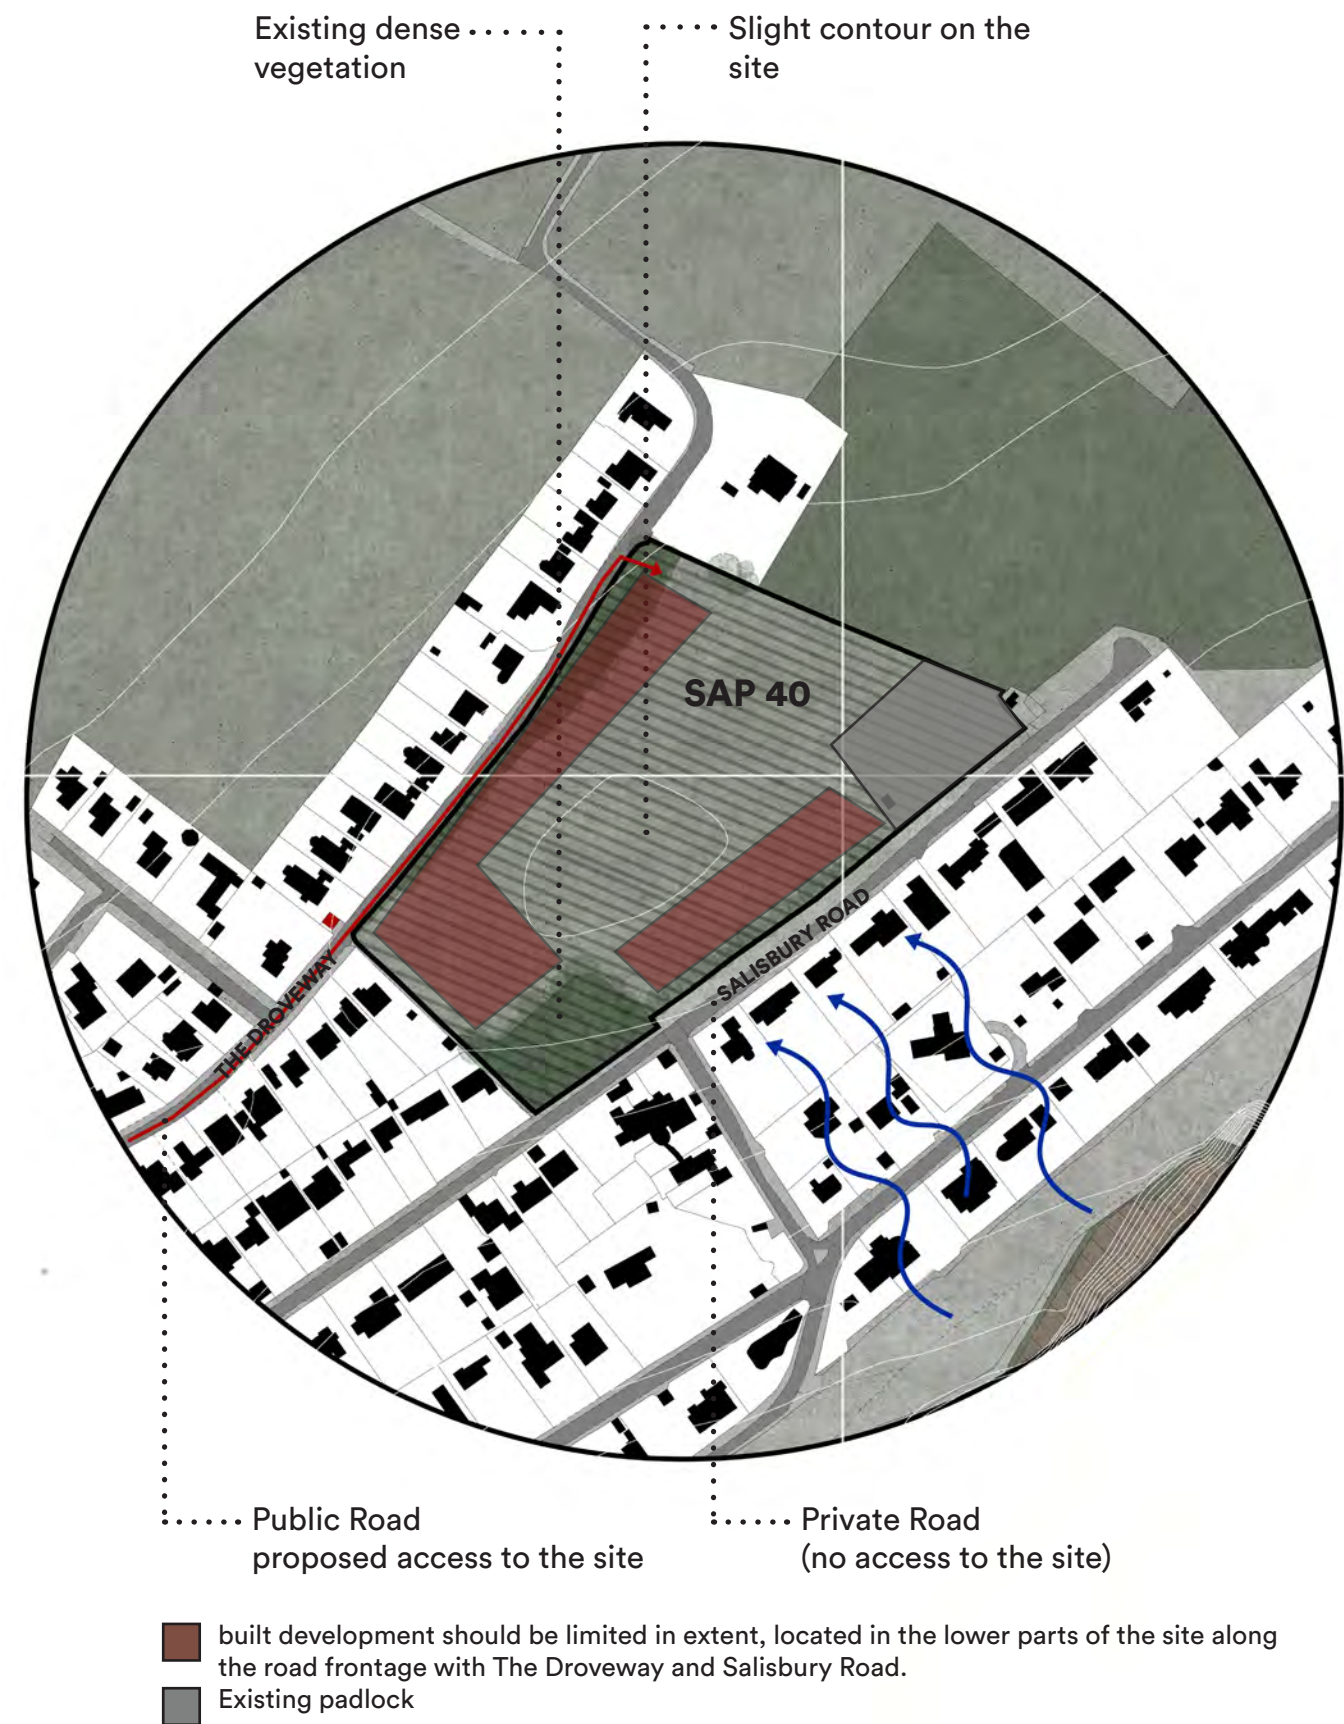 Existing dense
vegetation
Slight contour on the
site
SAP 40
SALISBURY ROAD
THE DROVEWAY
Public Road
proposed access to the site
Private Road
(no access to the site)
built development should be limited in extent, located in the lower parts of the site along
the road frontage with The Droveway and Salisbury Road.
Existing padlock